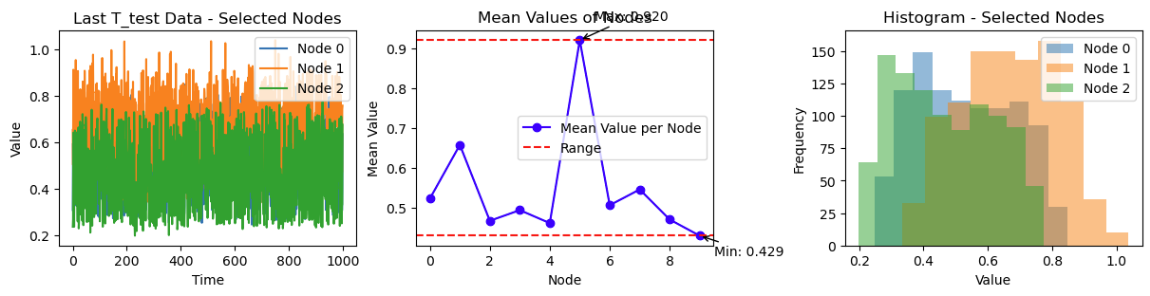 Last T_test Data - Selected Nodes
Value
1.0
0.8
0.6
0.4
0.2
Node 0
Node 1
Node 2
0
200
400
600
800
1000
Time
Mean Values of Nodes
Max: 0.920
Mean Value
0.9
0.8
0.7
0.6
0.5
Mean Value per Node
Range
Min: 0.429
0
2
4
6
8
Node
Histogram - Selected Nodes
Frequency
150
125
100
75
50
25
0
Node 0
Node 1
Node 2
0.2
0.4
0.6
0.8
1.0
Value